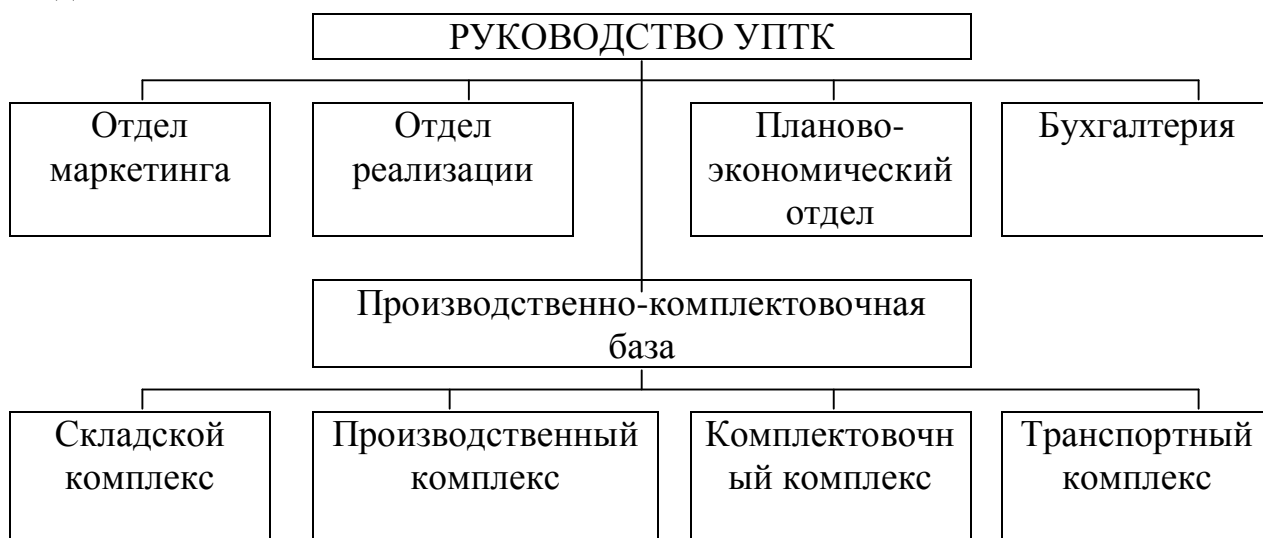 РУКОВОДСТВО УПТК
Отдел
маркетинга
Отдел
реализации
Планово-
экономический
отдел
Бухгалтерия
Производственно-комплектовочная
база
Складской
комплекс
Производственный
комплекс
Комплектовочн
ый комплекс
Транспортный
комплекс